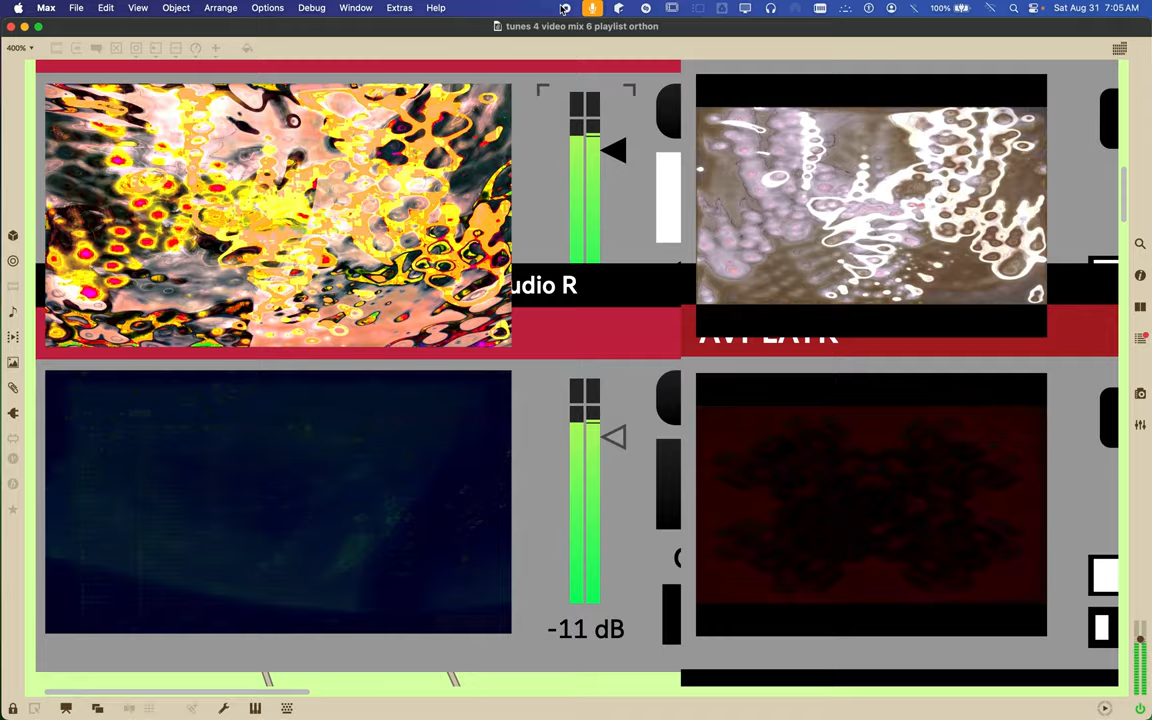 Max File Edit View Object Arrange Options Debug Window Extras Help 100% Sat Aug 31 7:05 AM
tunes 4 video mix 6 playlist orthon
400%
udio R
-11 dB